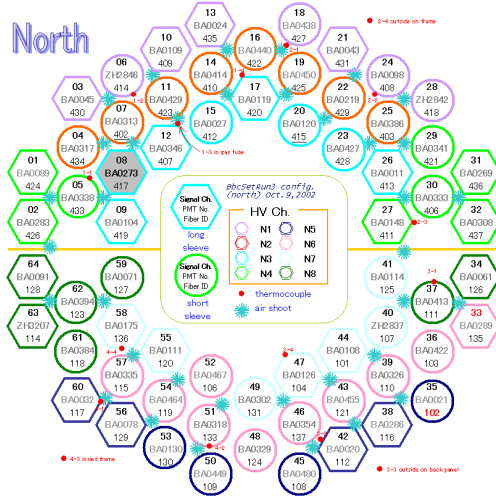 North
13
BA0024
435
18
BA0438
427
2-4 outside on frame
10
BA0109
409
16
BA0440
422
2-1
21
BA0043
431
06
ZH2846
414
14
BA0414
410
1-4
19
BA0450
425
24
BA0098
408
03
BA0045
430
1-2
11
BA0429
423
17
BA0119
420
22
BA0219
429
2-2
28
ZH2842
418
07
BA0313
402
15
BA0027
412
20
BA0120
415
25
BA0386
403
04
BA0317
434
12
BA0346
407
23
BA0427
428
29
BA0341
421
1-3 in gas tube
01
BA0089
424
08
BA0273
417
26
BA0011
413
31
BA0269
436
1-1
05
BA0338
433
BbcSetRun3 config.
(north) Oct.9,2002
30
BA0333
406
02
BA0283
426
09
BA0104
419
Signal Ch.
PMT No.
Fiber ID
long
sleeve
HV Ch.
N1 N5
N2 N6
N3 N7
N4 N8
27
BA0148
411
2-3
32
BA0308
437
64
BA0091
128
59
BA0071
127
Signal Ch.
PMT No.
Fiber ID
short
sleeve
thermocouple
air shoot
41
BA0114
125
34
BA0061
126
3-1
62
BA0394
123
37
BA0413
111
63
ZH3207
114
58
BA0175
136
40
ZH2837
107
33
BA0289
135
61
BA0384
118
4-4
55
BA0111
120
3-4
44
BA0108
101
36
BA0422
103
57
BA0335
115
52
BA0467
106
47
BA0126
104
39
BA0326
110
60
BA0032
117
54
BA0464
119
49
BA0302
131
43
BA0455
121
35
BA0021
102
56
BA0078
129
51
BA0318
133
46
BA0354
137
38
BA0286
116
53
BA0130
130
4-2
48
BA0329
124
42
BA0020
112
4-3 inseed frame
50
BA0449
109
45
BA0480
108
3-3 outside on back panel